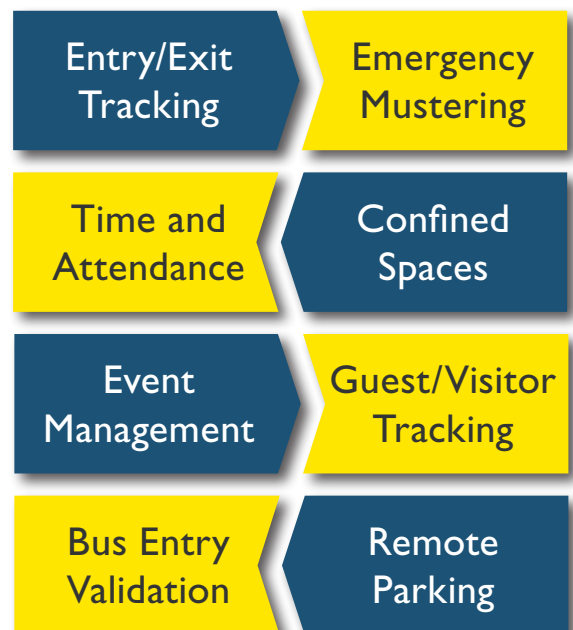 Entry/Exit
Tracking
Emergency
Mustering
Time and
Attendance
Confined
Spaces
Event
Management
Guest/Visitor
Tracking
Bus Entry
Validation
Remote
Parking